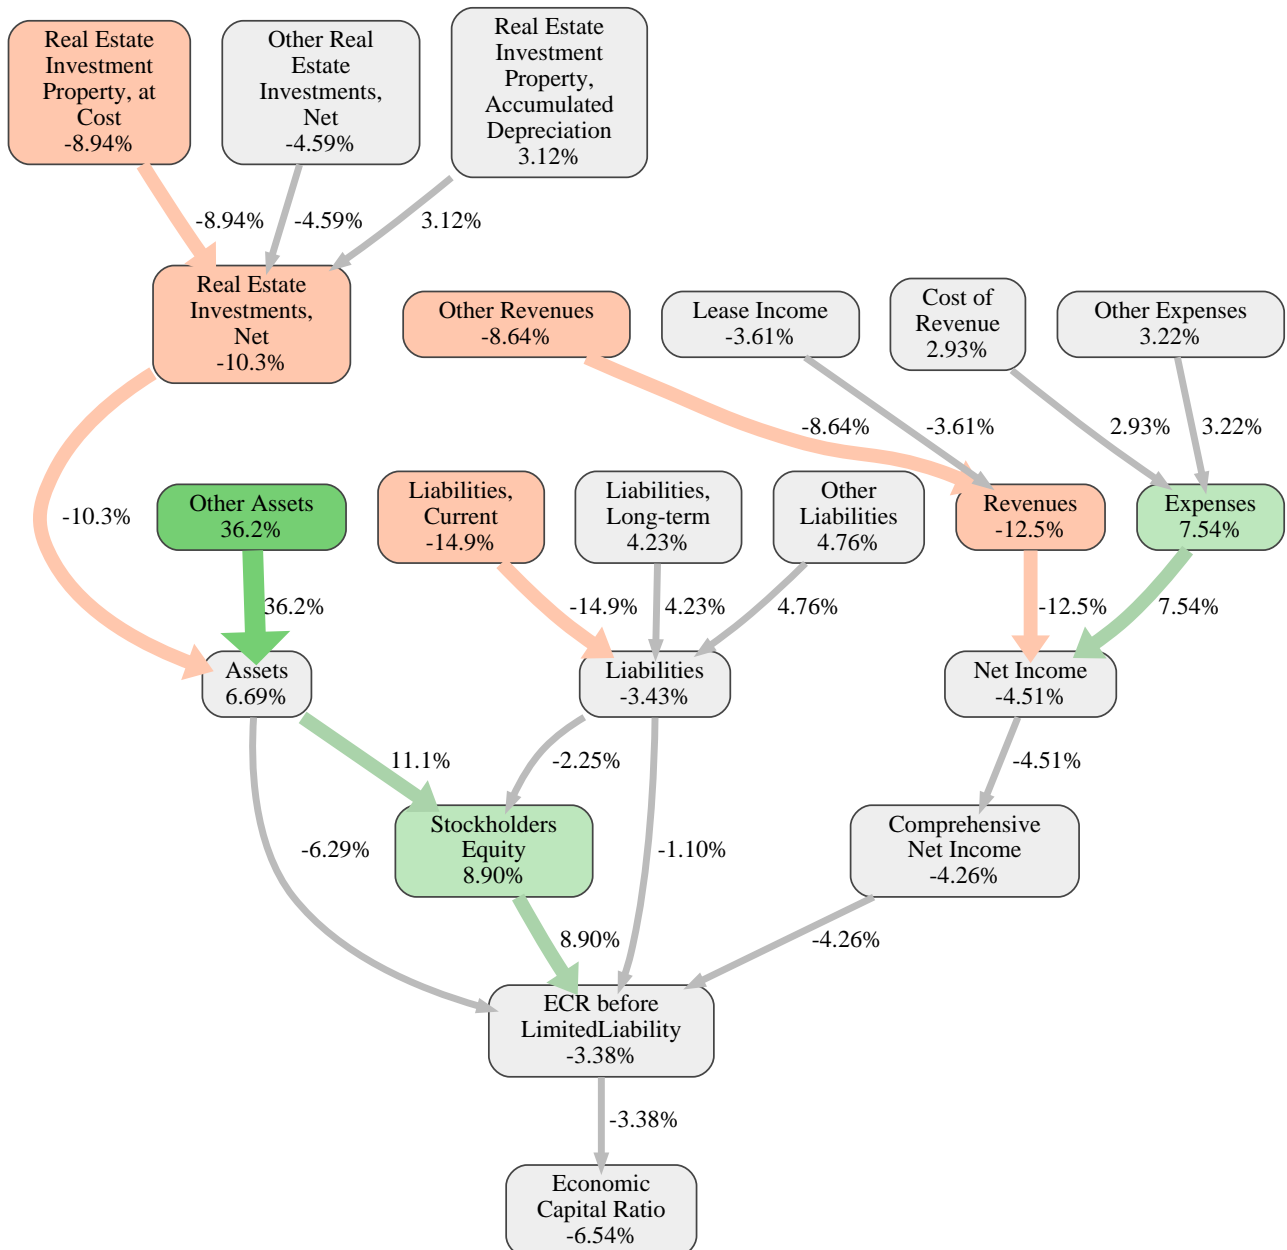 Real Estate
Investment
Property, at
Cost
-8.94%
Other Real
Estate
Investments,
Net
-4.59%
Real Estate
Investment
Property,
Accumulated
Depreciation
3.12%
-8.94%
-4.59%
3.12%
Real Estate
Investments,
Net
-10.3%
Other Revenues
-8.64%
Lease Income
-3.61%
Cost of
Revenue
2.93%
Other Expenses
3.22%
-8.64%
-3.61%
2.93%
3.22%
-10.3%
Other Assets
36.2%
Liabilities,
Current
-14.9%
Liabilities,
Long-term
4.23%
Other
Liabilities
4.76%
Revenues
-12.5%
Expenses
7.54%
36.2%
-14.9%
4.23%
4.76%
-12.5%
7.54%
Assets
6.69%
Liabilities
-3.43%
Net Income
-4.51%
11.1%
-2.25%
-4.51%
-6.29%
Stockholders
Equity
8.90%
-1.10%
Comprehensive
Net Income
-4.26%
8.90%
-4.26%
ECR before
LimitedLiability
-3.38%
-3.38%
Economic
Capital Ratio
-6.54%